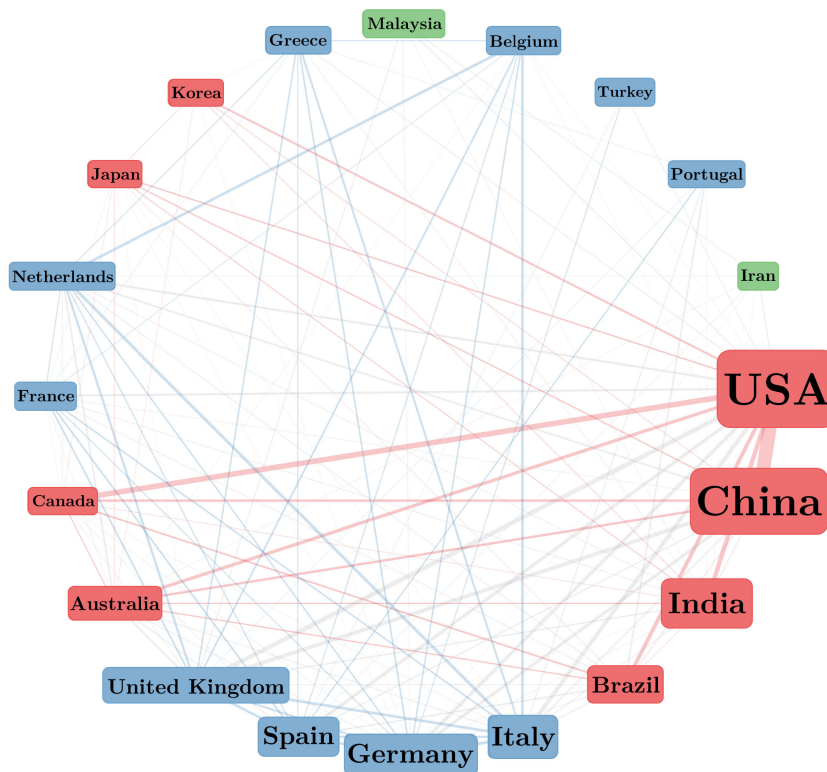 Malaysia
Greece
Belgium
Korea
Turkey
Japan
Portugal
Netherlands
Iran
USA
France
China
Canada
Australia
India
United Kingdom
Brazil
Spain
Germany
Italy